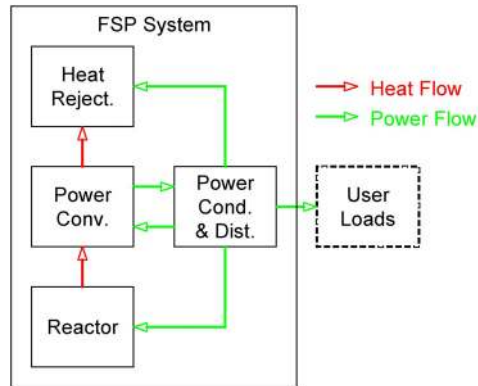 FSP System
Heat
Reject.
Heat Flow
Power Flow
Power
Conv.
Power
Cond.
& Dist.
User
Loads
Reactor